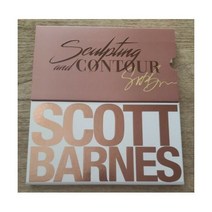 Sculpting
and CONTOUR
SCOTT
BARNES